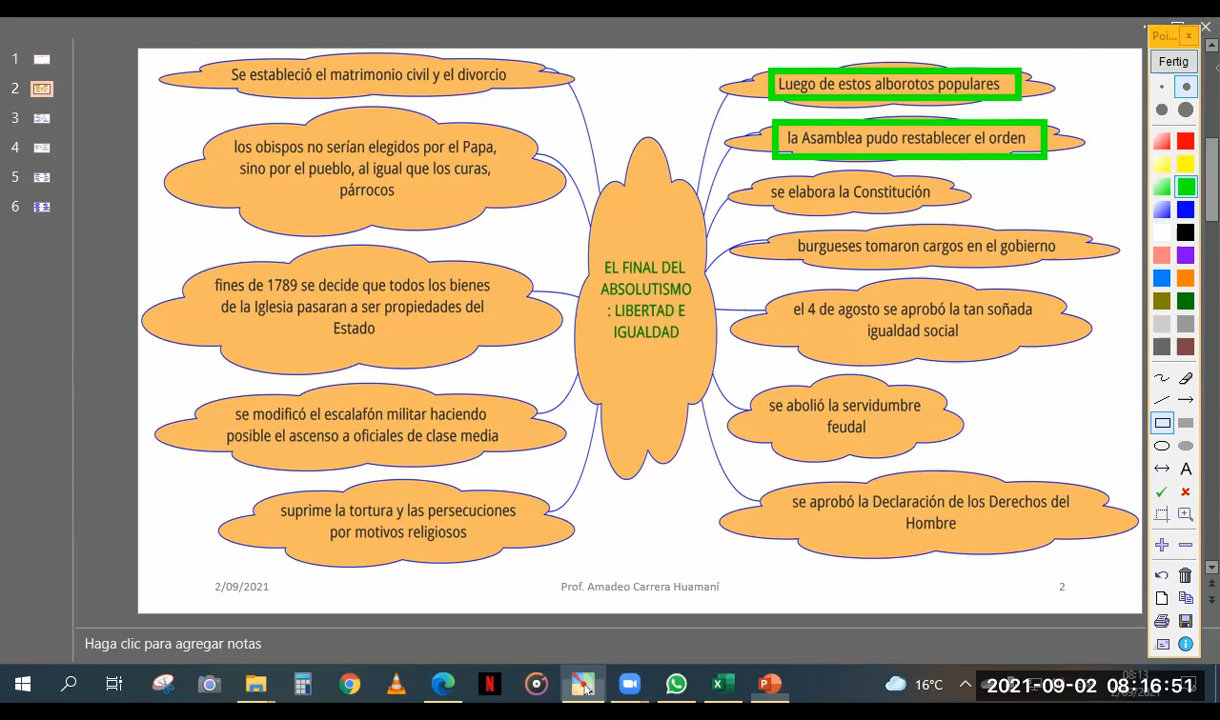 Poi...
Fertig
1
2
3
4
5
6
Se estableció el matrimonio civil y el divorcio
los obispos no serían elegidos por el Papa,
sino por el pueblo, al igual que los curas,
párrocos
fines de 1789 se decide que todos los bienes
de la Iglesia pasaran a ser propiedades del
Estado
se modificó el escalafón militar haciendo
posible el ascenso a oficiales de clase media
suprime la tortura y las persecuciones
por motivos religiosos
EL FINAL DEL
ABSOLUTISMO
: LIBERTAD E
IGUALDAD
Luego de estos alborotos populares
la Asamblea pudo restablecer el orden
se elabora la Constitución
burgueses tomaron cargos en el gobierno
el 4 de agosto se aprobó la tan soñada
igualdad social
se abolió la servidumbre
feudal
se aprobó la Declaración de los Derechos del
Hombre
2/09/2021
Prof. Amadeo Carrera Huamaní
2
Haga clic para agregar notas
16°C
08:13
2021-09-02 08:16:51